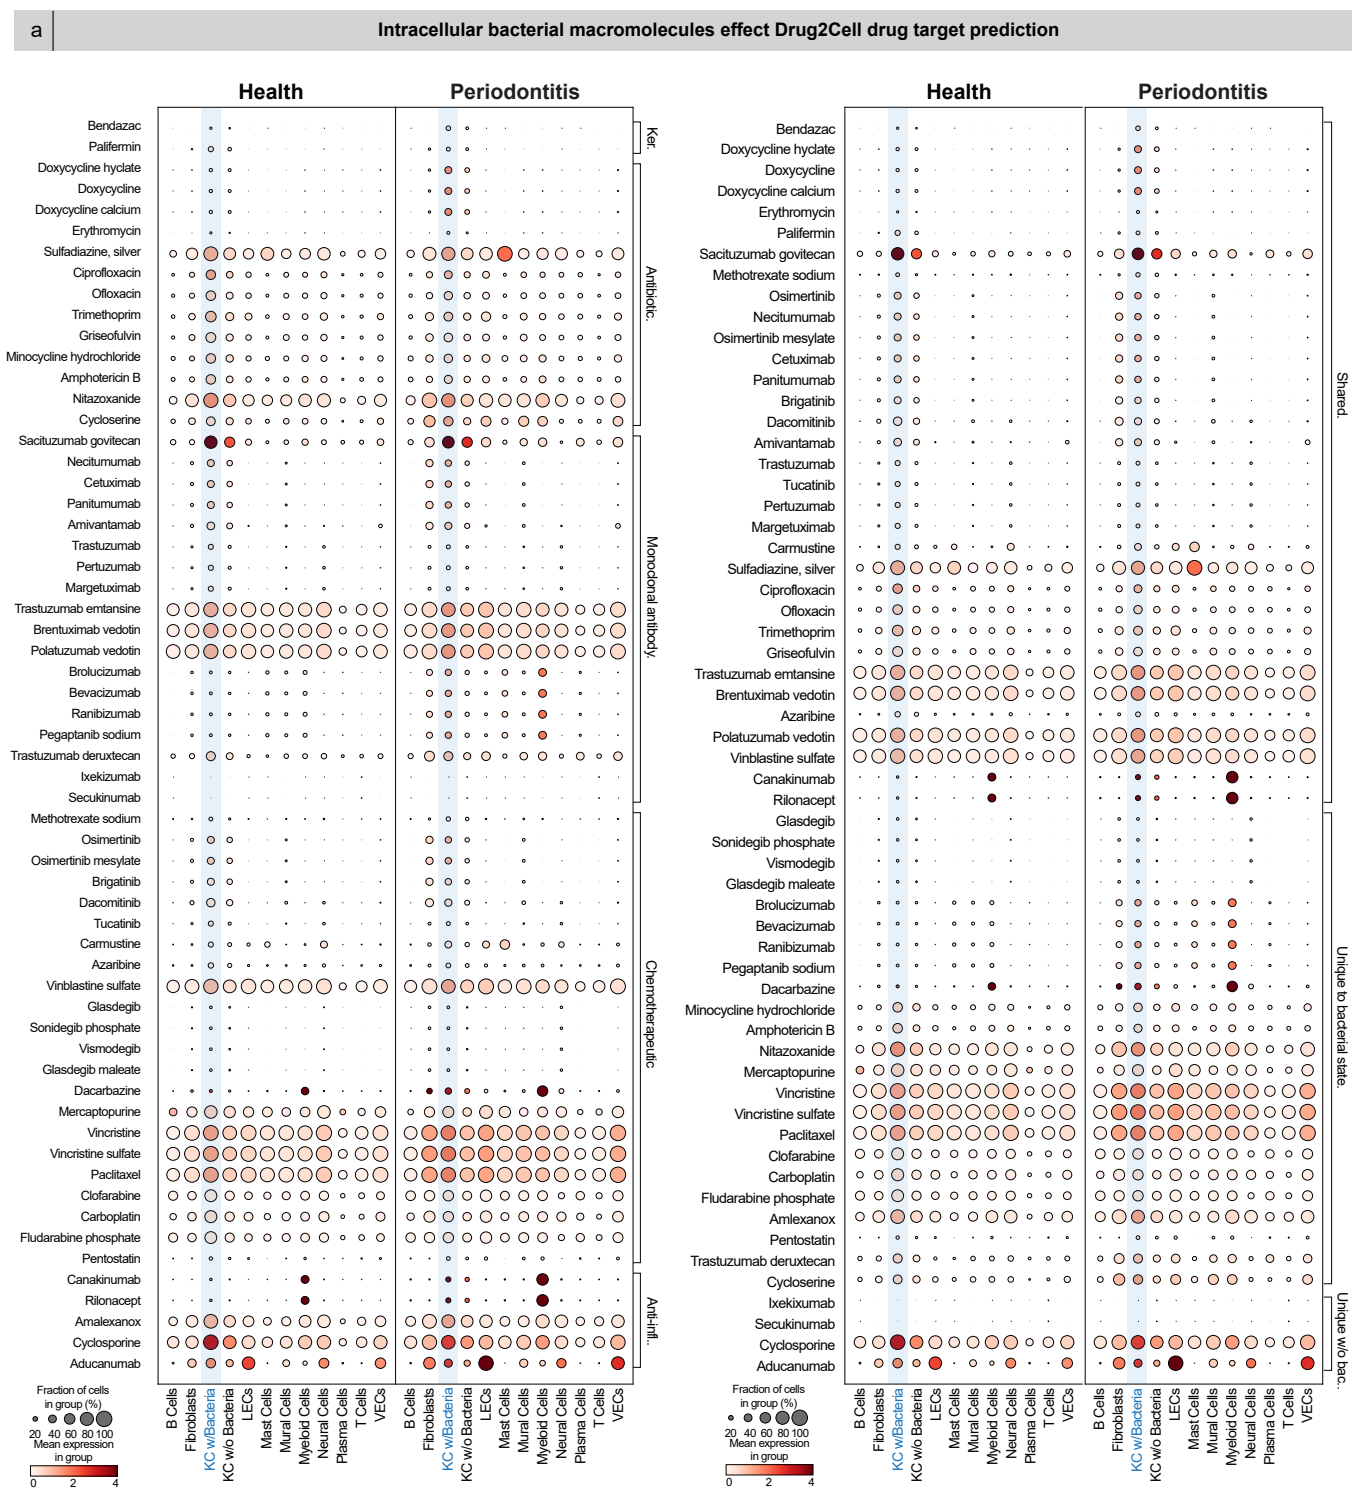 a
Intracellular bacterial macromolecules effect Drug2Cell drug target prediction
Health
Periodontitis
Bendazac
Palifermin
Doxycycline hyclate
Doxycycline
Doxycycline calcium
Erythromycin
Sulfadiazine, silver
Ciprofloxacin
Ofloxacin
Trimethoprim
Griseofulvin
Minocycline hydrochloride
Amphotericin B
Nitazoxanide
Cycloserine
Sacituzumab govitecan
Necitumumab
Cetuximab
Panitumumab
Amivantamab
Trastuzumab
Pertuzumab
Margetuximab
Trastuzumab emtansine
Brentuximab vedotin
Polatuzumab vedotin
Brolucizumab
Bevacizumab
Ranibizumab
Pegaptanib sodium
Trastuzumab deruxtecan
Ixekizumab
Secukinumab
Methotrexate sodium
Osimertinib
Osimertinib mesylate
Brigatinib
Dacomitinib
Tucatinib
Carmustine
Azaribine
Vinblastine sulfate
Glasdegib
Sonidegib phosphate
Vismodegib
Glasdegib maleate
Dacarbazine
Mercaptopurine
Vincristine
Vincristine sulfate
Paclitaxel
Clofarabine
Carboplatin
Fludarabine phosphate
Pentostatin
Canakinumab
Rilonacept
Amalexanox
Cyclosporine
Aducanumab
Ker.
Antibiotic.
Monoclonal antibody.
Chemotherapeutic
Anti-infl..
B Cells
Fibroblasts
KC w/Bacteria
KC w/o Bacteria
LECs
Mast Cells
Mural Cells
Myeloid Cells
Neural Cells
Plasma Cells
T Cells
VECs
B Cells
Fibroblasts
KC w/Bacteria
KC w/o Bacteria
LECs
Mast Cells
Mural Cells
Myeloid Cells
Neural Cells
Plasma Cells
T Cells
VECs
Fraction of cells
in group (%)
20 40 60 80 100
Mean expression
in group
0 2 4
Health
Periodontitis
Bendazac
Doxycycline hyclate
Doxycycline
Doxycycline calcium
Erythromycin
Palifermin
Sacituzumab govitecan
Methotrexate sodium
Osimertinib
Necitumumab
Osimertinib mesylate
Cetuximab
Panitumumab
Brigatinib
Dacomitinib
Amivantamab
Trastuzumab
Tucatinib
Pertuzumab
Margetuximab
Carmustine
Sulfadiazine, silver
Ciprofloxacin
Ofloxacin
Trimethoprim
Griseofulvin
Trastuzumab emtansine
Brentuximab vedotin
Azaribine
Polatuzumab vedotin
Vinblastine sulfate
Canakinumab
Rilonacept
Glasdegib
Sonidegib phosphate
Vismodegib
Glasdegib maleate
Brolucizumab
Bevacizumab
Ranibizumab
Pegaptanib sodium
Dacarbazine
Minocycline hydrochloride
Amphotericin B
Nitazoxanide
Mercaptopurine
Vincristine
Vincristine sulfate
Paclitaxel
Clofarabine
Carboplatin
Fludarabine phosphate
Amlexanox
Pentostatin
Trastuzumab deruxtecan
Cycloserine
Ixekixumab
Secukinumab
Cyclosporine
Aducanumab
Shared.
Unique to bacterial state.
Unique w/o bac..
B Cells
Fibroblasts
KC w/Bacteria
KC w/o Bacteria
LECs
Mast Cells
Mural Cells
Myeloid Cells
Neural Cells
Plasma Cells
T Cells
VECs
B Cells
Fibroblasts
KC w/Bacteria
KC w/o Bacteria
LECs
Mast Cells
Mural Cells
Myeloid Cells
Neural Cells
Plasma Cells
T Cells
VECs
Fraction of cells
in group (%)
20 40 60 80 100
Mean expression
in group
0 2 4